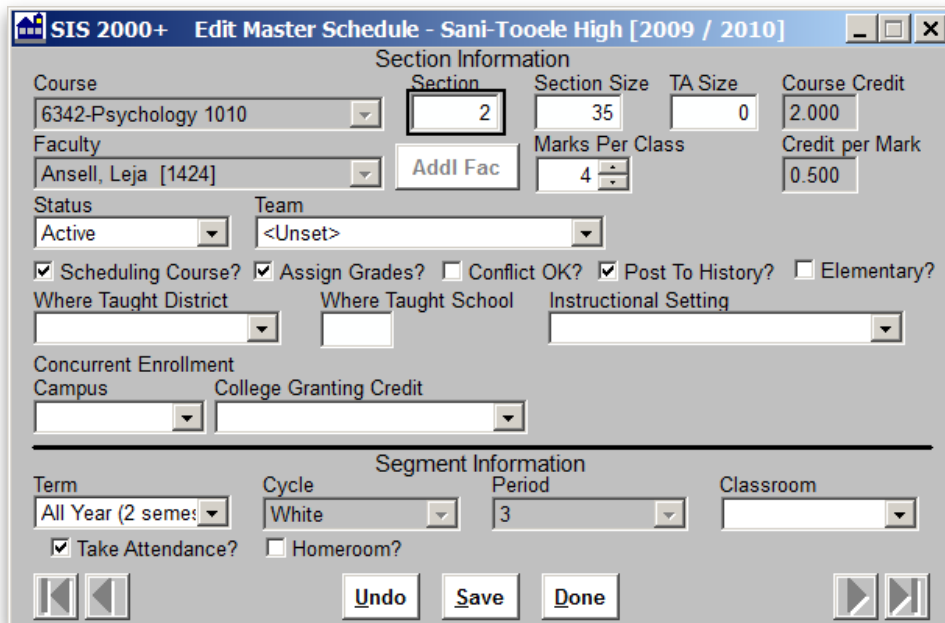 SIS 2000+ Edit Master Schedule - Sani-Tooele High [2009 / 2010]
Section Information
Course Section Section Size TA Size Course Credit
6342-Psychology 1010 2 35 0 2.000
Faculty Addl Fac Marks Per Class Credit per Mark
Ansell, Leja [1424] 4 0.500
Status Team
Active <Unset>
Scheduling Course? Assign Grades? Conflict OK? Post To History? Elementary?
Where Taught District Where Taught School Instructional Setting
Concurrent Enrollment
Campus College Granting Credit
Segment Information
Term Cycle Period Classroom
All Year (2 semes White 3
Take Attendance? Homeroom?
Undo Save Done